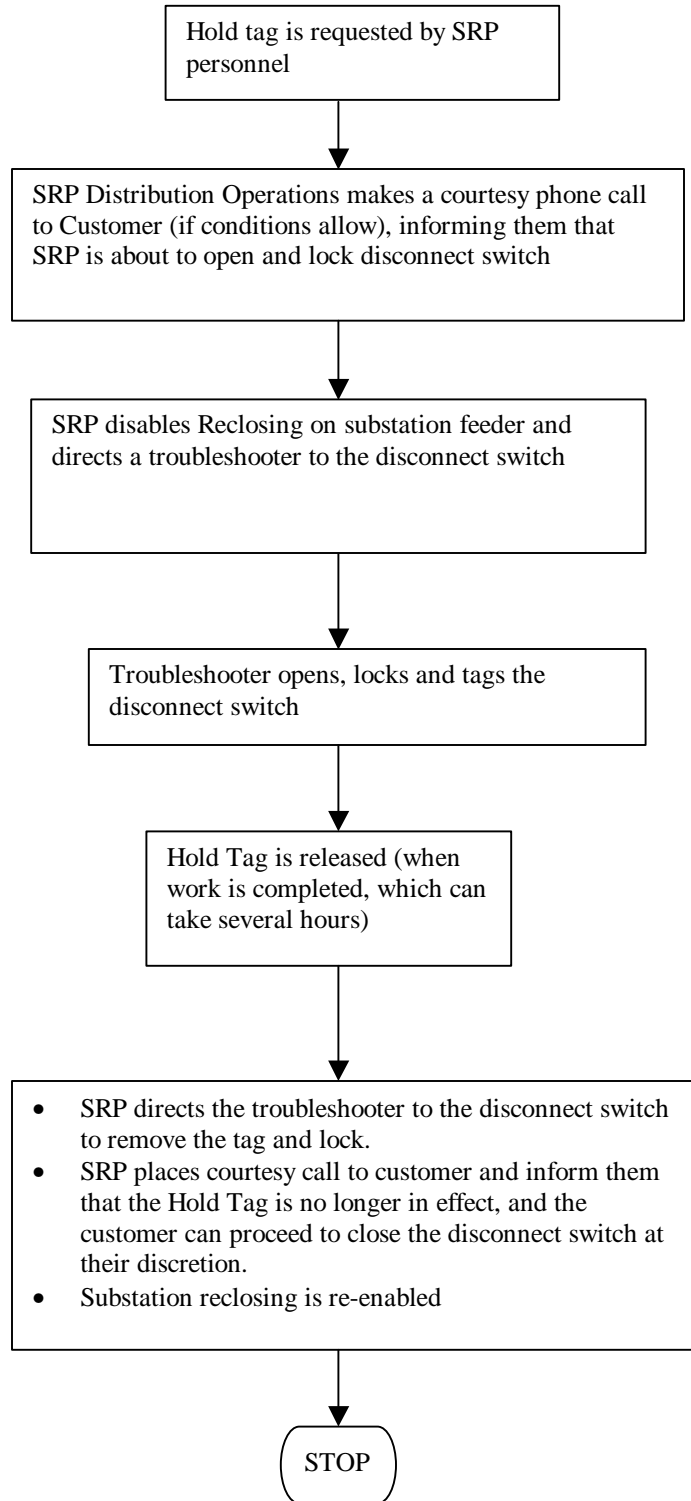 Hold tag is requested by SRP
personnel
SRP Distribution Operations makes a courtesy phone call
to Customer (if conditions allow), informing them that
SRP is about to open and lock disconnect switch
SRP disables Reclosing on substation feeder and
directs a troubleshooter to the disconnect switch
Troubleshooter opens, locks and tags the
disconnect switch
Hold Tag is released (when
work is completed, which can
take several hours)
• SRP directs the troubleshooter to the disconnect switch
to remove the tag and lock.
• SRP places courtesy call to customer and inform them
that the Hold Tag is no longer in effect, and the
customer can proceed to close the disconnect switch at
their discretion.
• Substation reclosing is re-enabled
STOP